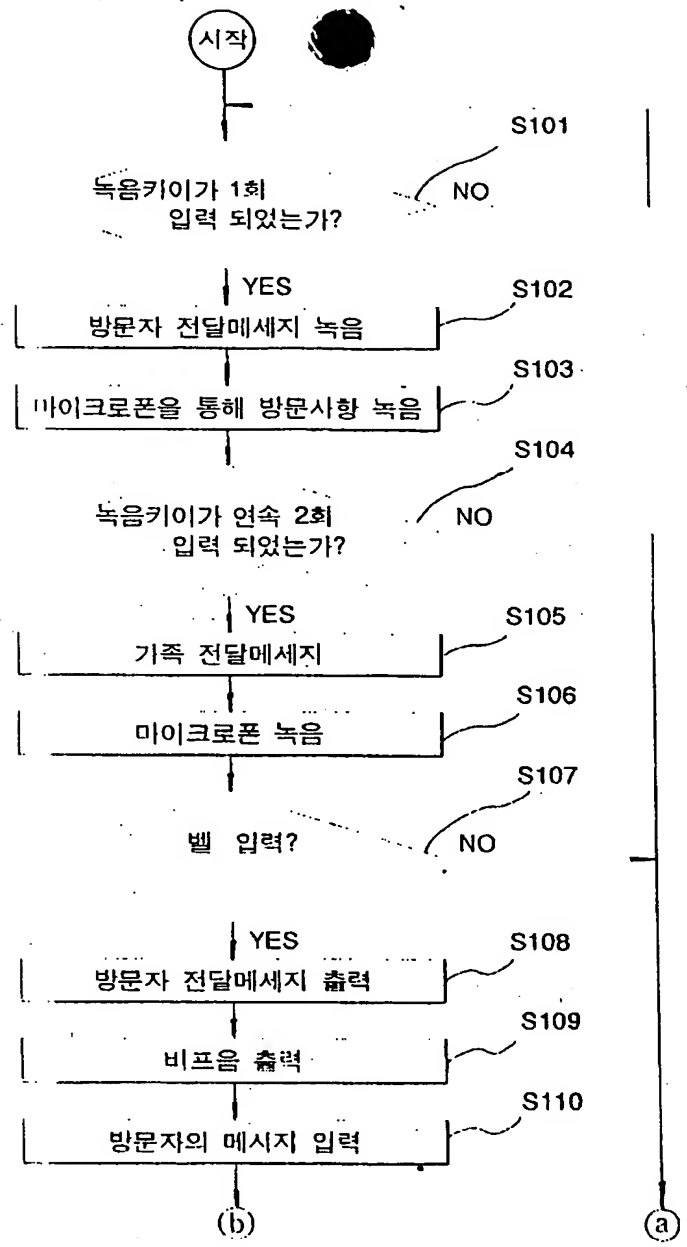 시작
S101
녹음키이가 1회
NO
입력 되었는가?
YES
S102
방문자 전달메세지 녹음
S103
마이크로폰을 통해 방문사항 녹음
S104
녹음키이가 연속 2회
NO
입력 되었는가?
YES
S105
가족 전달메세지
S106
마이크로폰 녹음
S107
벨 입력?
NO
YES
S108
방문자 전달메세지 출력
S109
비프음 출력
S110
방문자의 메시지 입력
(b)
(a)